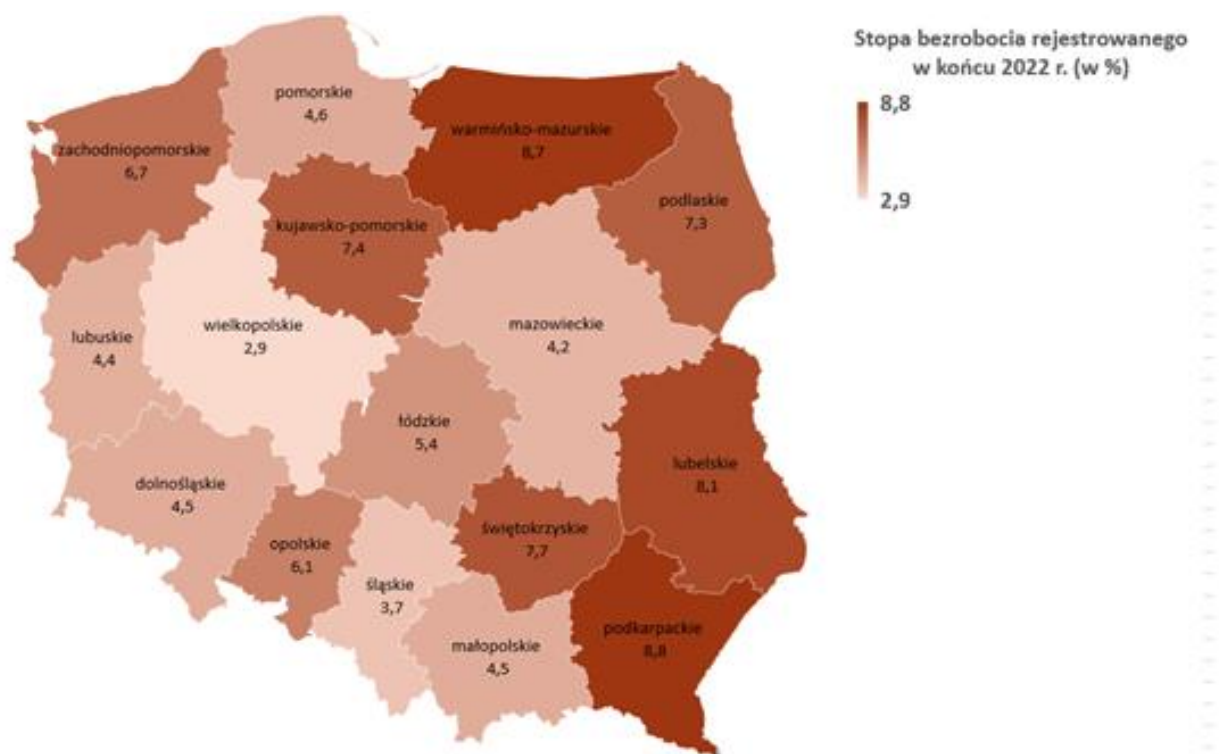 Stopa bezrobocia rejestrowanego
w końcu 2022 r. (w %)
8,8
2,9
pomorskie
4,6
warmińsko-mazurskie
8,7
zachodniopomorskie
6,7
podlaskie
7,3
kujawsko-pomorskie
7,4
wielkopolskie
2,9
mazowieckie
4,2
lubuskie
4,4
łódzkie
5,4
lubelskie
8,1
dolnośląskie
4,5
świętokrzyskie
7,7
opolskie
6,1
śląskie
3,7
podkarpackie
8,8
małopolskie
4,5